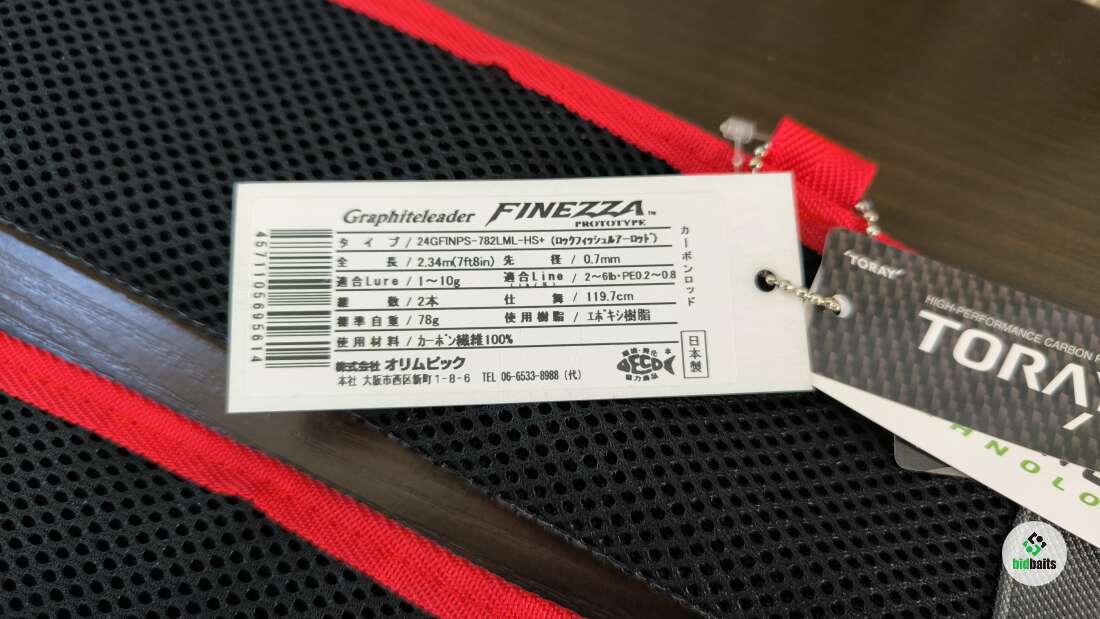 Graphiteleader FINEZZA™
PROTOTYPE
タイプ / 24GFINPS-782LML-HS+ (ロックフィッシュルアーロッド)
全長 / 2.34m(7ft8in) 先径 / 0.7mm
適合Lure / 1〜10g 適合Line / 2〜6lb・PE0.2〜0.8
継数 / 2本 仕舞 / 119.7cm
標準自重 / 78g 使用樹脂 / エポキシ樹脂
使用材料 / カーボン繊維100%
株式会社 オリムピック
本社 大阪市西区新町1-8-6 TEL 06-6533-8988 (代)
カーボンロッド
日本製
ECO
4571105695614
"TORAY"
HIGH-PERFORMANCE CARBON
TORAY
ANOLO
bidbaits